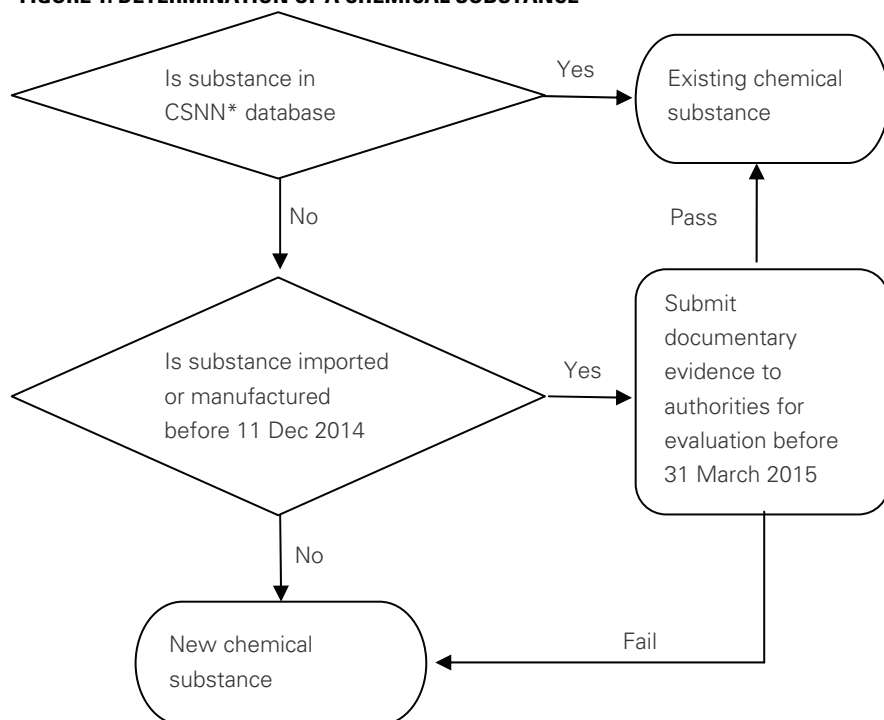 FIGURE 1: DETERMINATION OF A CHEMICAL SUBSTANCE
Is substance in
CSNN* database
Yes
Existing chemical
substance
No
Pass
Is substance imported
or manufactured
before 11 Dec 2014
Yes
Submit
documentary
evidence to
authorities for
evaluation before
31 March 2015
No
New chemical
substance
Fail